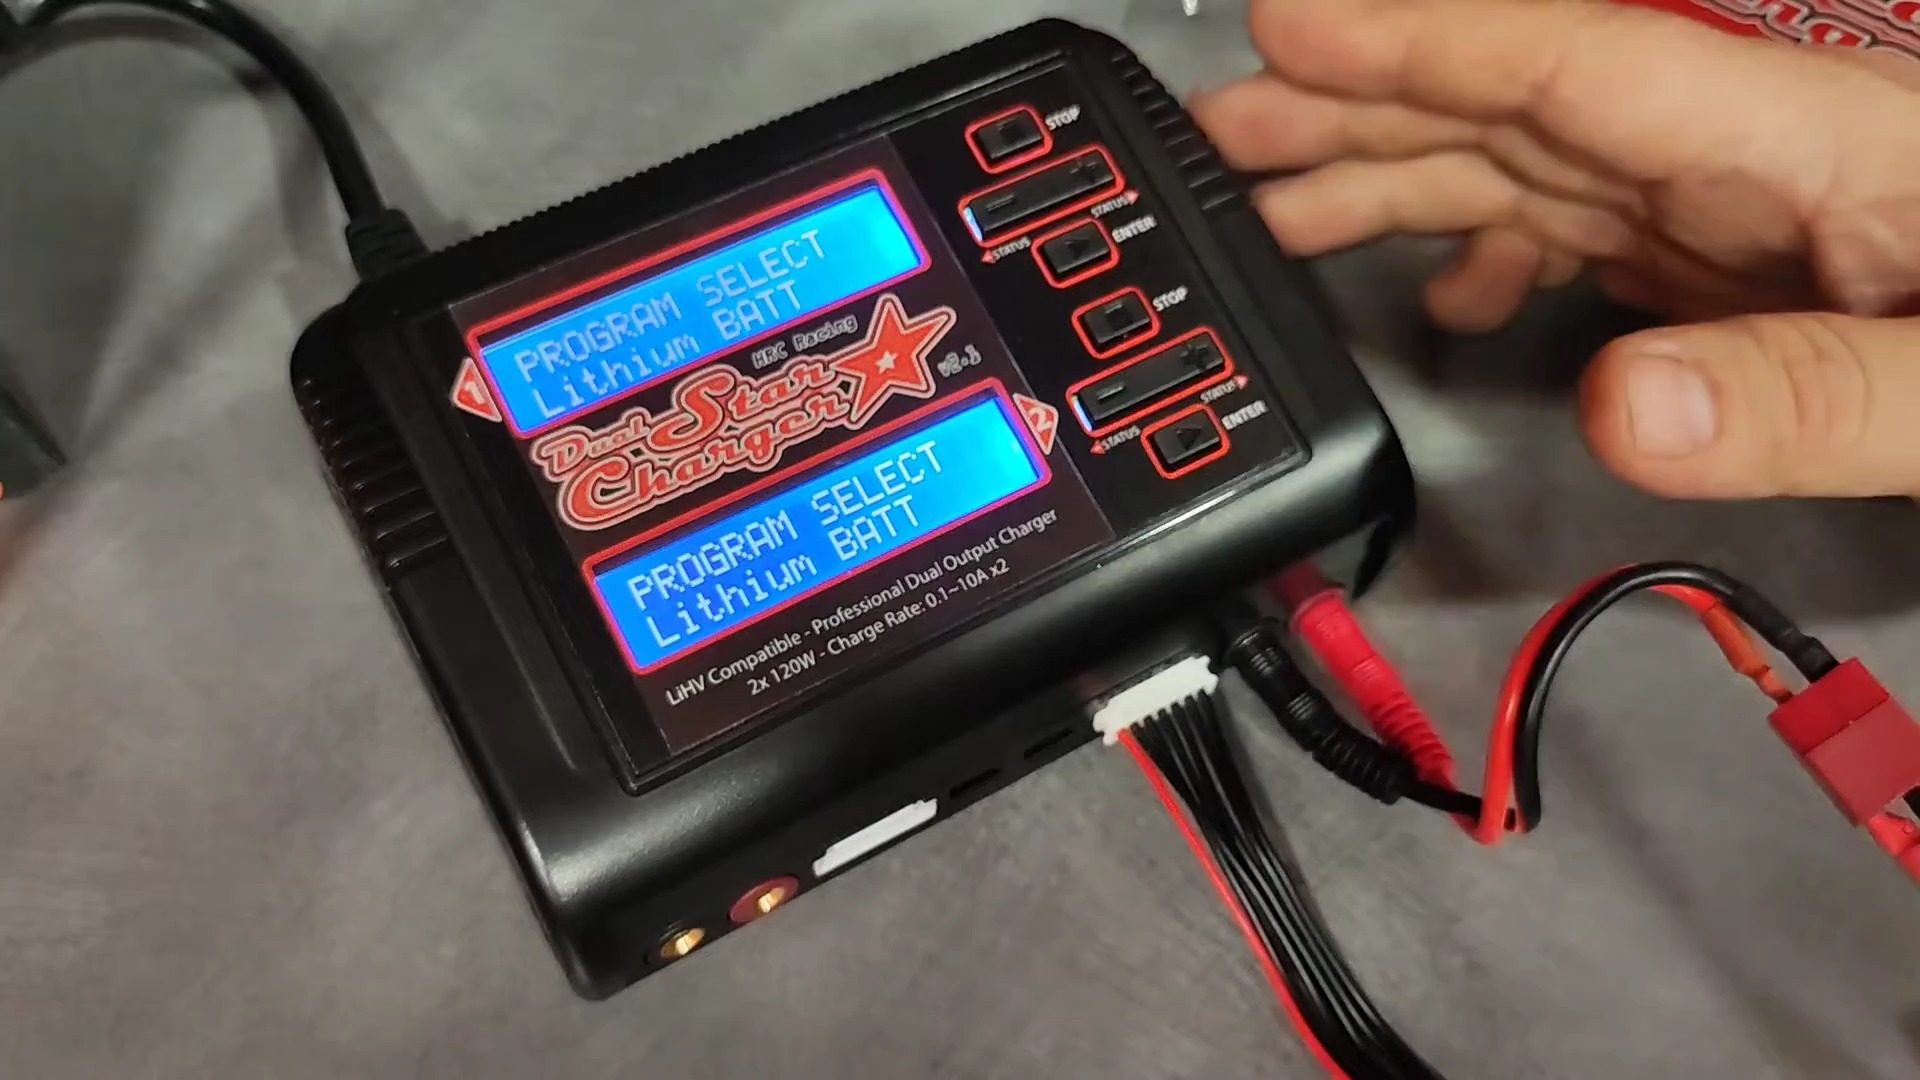 STOP
STATUS
STATUS
ENTER
PROGRAM SELECT
Lithium BATT
1
HRC Racing
Dual Star
Charger
v2.1
STOP
STATUS
STATUS
ENTER
2
PROGRAM SELECT
Lithium BATT
LiHV Compatible - Professional Dual Output Charger
2x 120W - Charge Rate: 0.1~10A x2